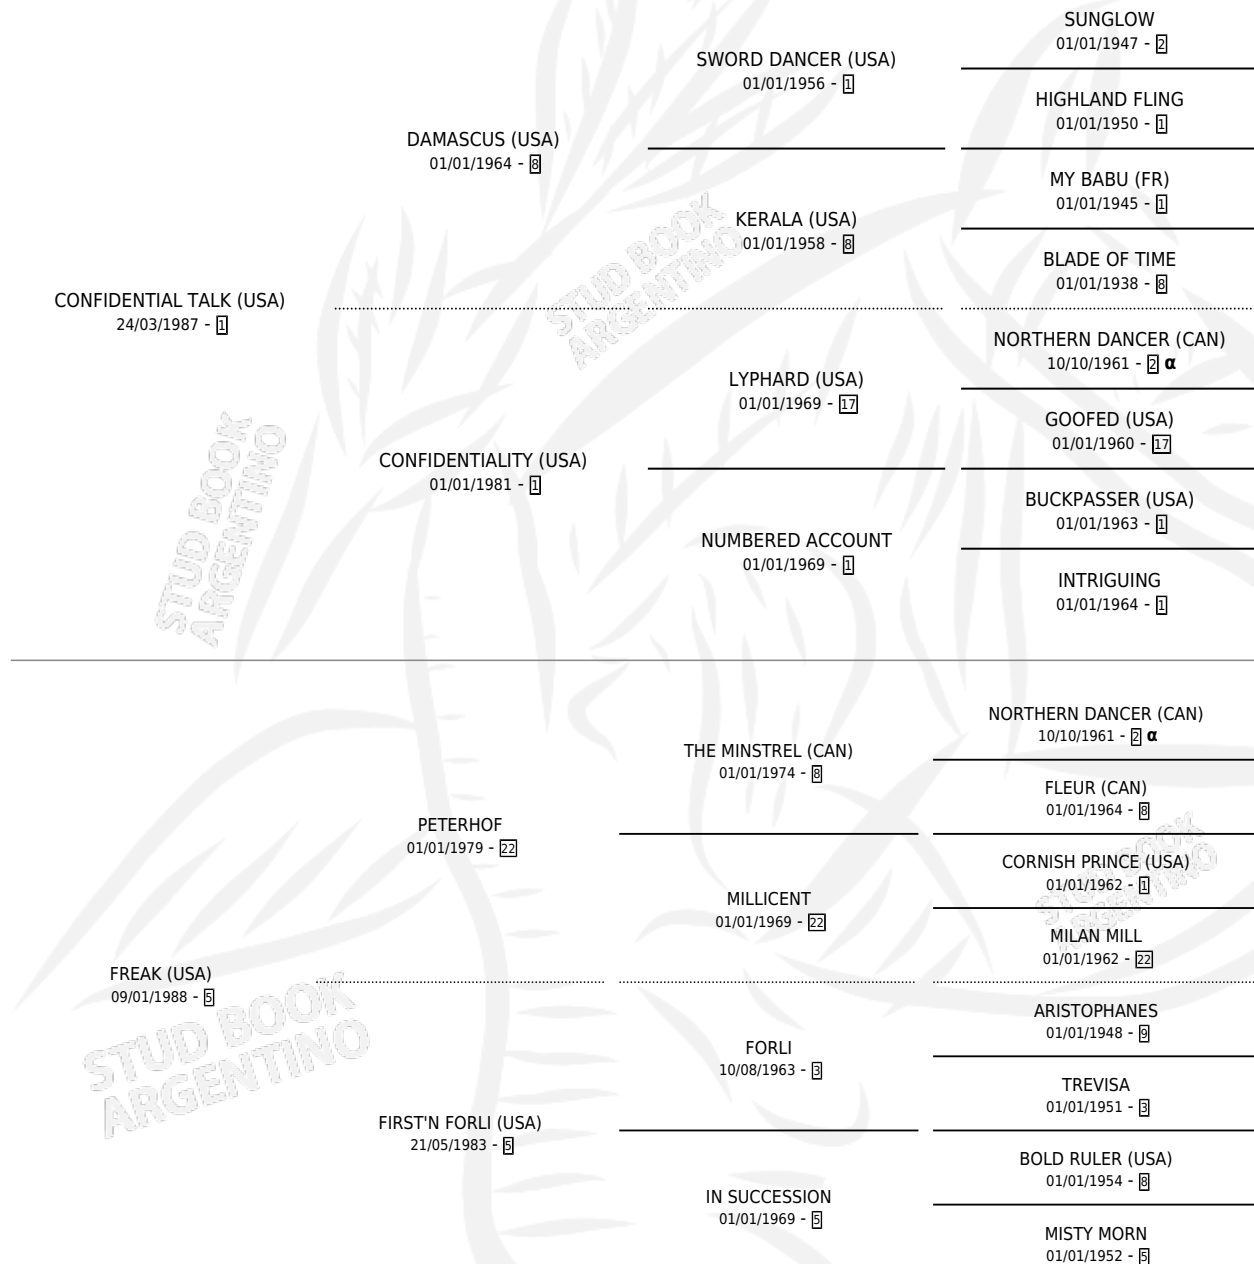 SUNGLOW
01/01/1947 - 2
SWORD DANCER (USA)
01/01/1956 - 1
HIGHLAND FLING
01/01/1950 - 1
DAMASCUS (USA)
01/01/1964 - 8
MY BABU (FR)
01/01/1945 - 1
KERALA (USA)
01/01/1958 - 8
BLADE OF TIME
01/01/1938 - 8
CONFIDENTIAL TALK (USA)
24/03/1987 - 1
NORTHERN DANCER (CAN)
10/10/1961 - 2 α
LYPHARD (USA)
01/01/1969 - 17
GOOFED (USA)
01/01/1960 - 17
CONFIDENTIALITY (USA)
01/01/1981 - 1
BUCKPASSER (USA)
01/01/1963 - 1
NUMBERED ACCOUNT
01/01/1969 - 1
INTRIGUING
01/01/1964 - 1
NORTHERN DANCER (CAN)
10/10/1961 - 2 α
THE MINSTREL (CAN)
01/01/1974 - 8
FLEUR (CAN)
01/01/1964 - 8
PETERHOF
01/01/1979 - 22
CORNISH PRINCE (USA)
01/01/1962 - 1
MILLICENT
01/01/1969 - 22
MILAN MILL
01/01/1962 - 22
FREAK (USA)
09/01/1988 - 5
ARISTOPHANES
01/01/1948 - 9
FORLI
10/08/1963 - 3
TREVISA
01/01/1951 - 3
FIRST'N FORLI (USA)
21/05/1983 - 5
BOLD RULER (USA)
01/01/1954 - 8
IN SUCCESSION
01/01/1969 - 5
MISTY MORN
01/01/1952 - 5
STUD BOOK
ARGENTINO
STUD BOOK
ARGENTINO
STUD BOOK
ARGENTINO
STUD BOOK
ARGENTINO